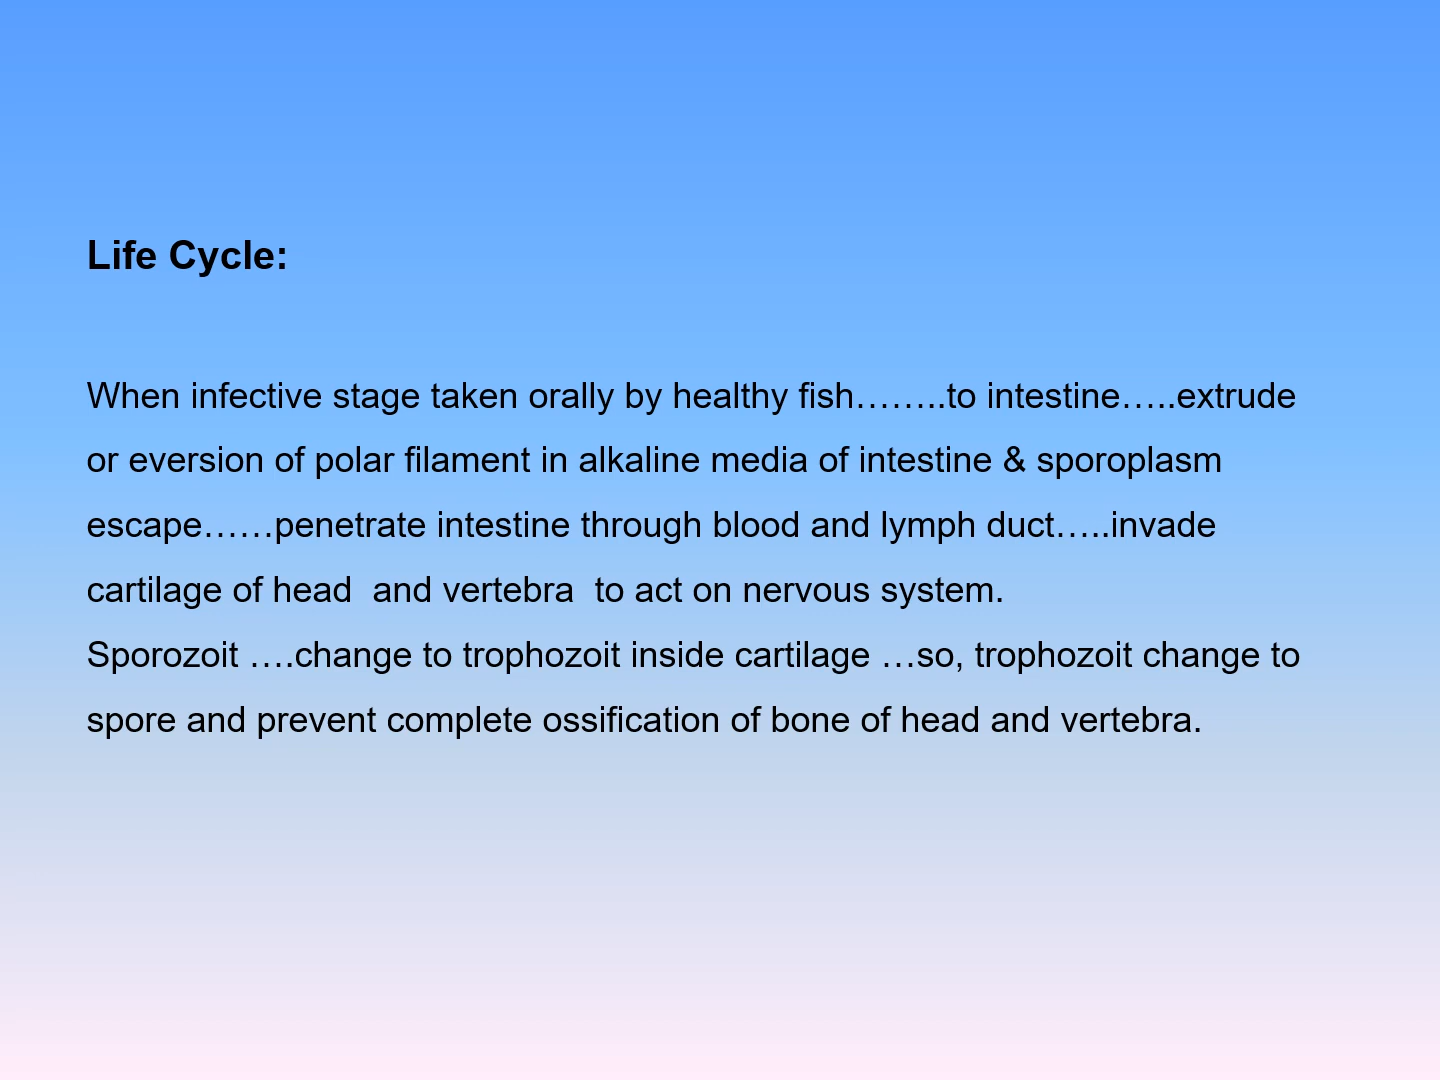 Life Cycle:
When infective stage taken orally by healthy fish……..to intestine…..extrude
or eversion of polar filament in alkaline media of intestine & sporoplasm
escape……penetrate intestine through blood and lymph duct…..invade
cartilage of head  and vertebra  to act on nervous system.
Sporozoit ….change to trophozoit inside cartilage …so, trophozoit change to
spore and prevent complete ossification of bone of head and vertebra.